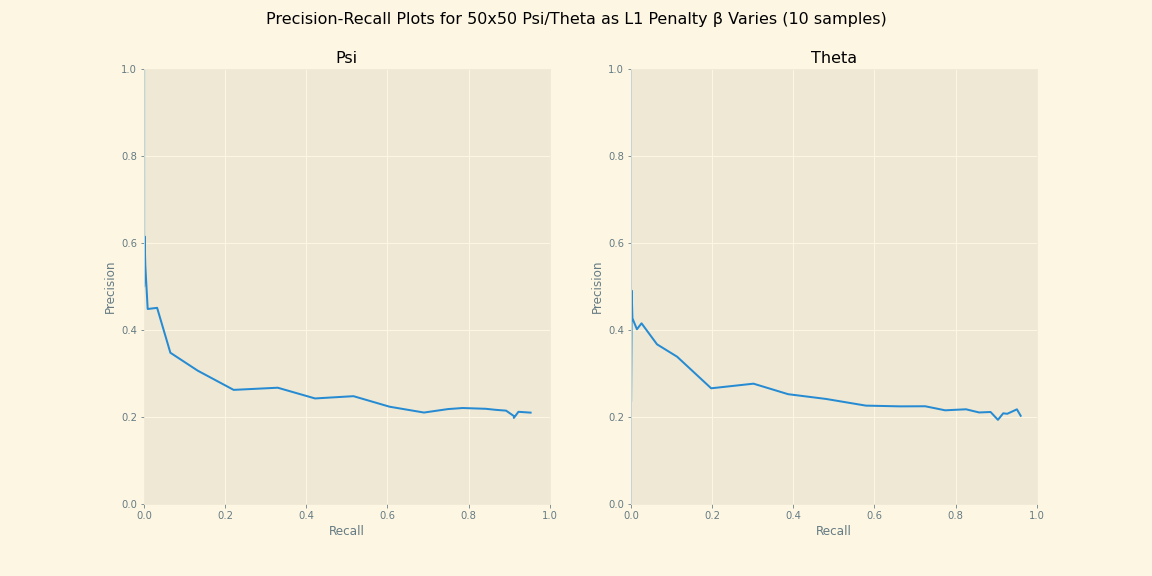 Precision-Recall Plots for 50x50 Psi/Theta as L1 Penalty β Varies (10 samples)
Psi
1.0
0.8
0.6
0.4
0.2
0.0
Precision
0.0 0.2 0.4 0.6 0.8 1.0
Recall
Theta
1.0
0.8
0.6
0.4
0.2
0.0
Precision
0.0 0.2 0.4 0.6 0.8 1.0
Recall